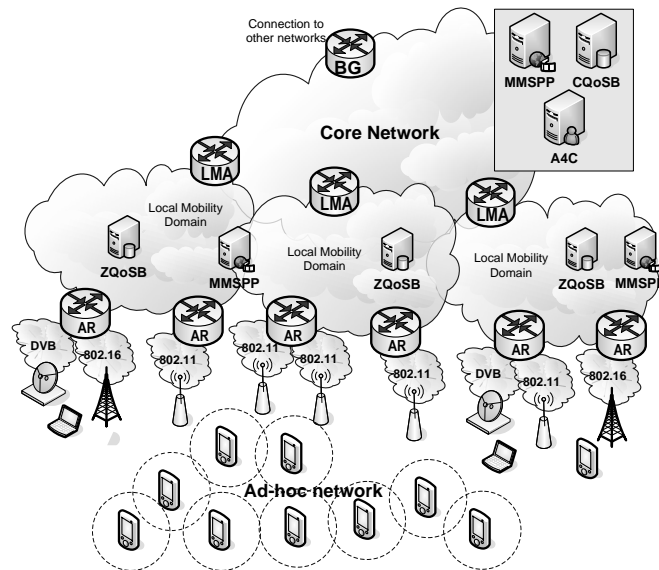 Connection to
other networks
BG
MMSPP
CQoSB
A4C
Core Network
LMA
LMA
LMA
Local Mobility
Domain
ZQoSB
MMSPP
Local Mobility
Domain
ZQoSB
Local Mobility
Domain
ZQoSB
MMSPP
AR
AR
AR
AR
AR
AR
DVB
802.16
802.11
802.11
802.11
802.11
DVB
802.11
802.16
Ad-hoc network